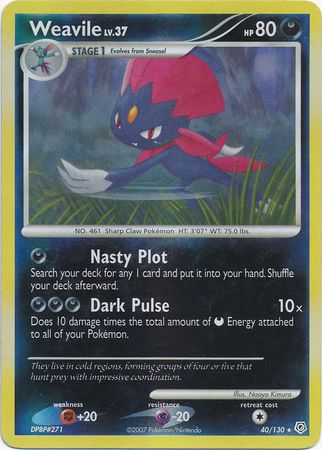 Weavile LV.37 HP 80
STAGE 1 Evolves from Sneasel
NO. 461 Sharp Claw Pokémon HT: 3'07" WT: 75.0 lbs.
Nasty Plot
Search your deck for any 1 card and put it into your hand. Shuffle
your deck afterward.
Dark Pulse 10×
Does 10 damage times the total amount of Energy attached
to all of your Pokémon.
They live in cold regions, forming groups of four or five that
hunt prey with impressive coordination.
Illus. Naoyo Kimura
weakness resistance retreat cost
+20 -20 40/130 ★
DPBP#271 ©2007 Pokémon/Nintendo